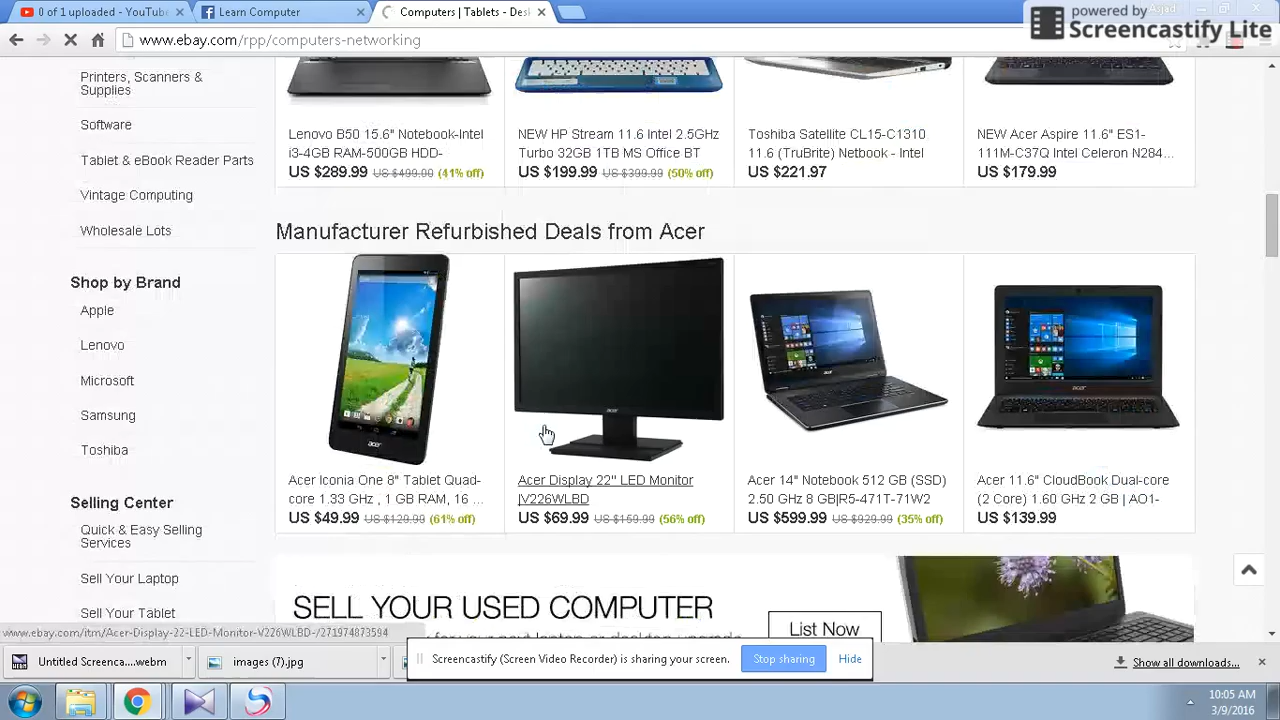 0 of 1 uploaded - YouTube
Learn Computer
Computers | Tablets - Des
Asjad
powered by
Screencastify Lite
www.ebay.com/rpp/computers-networking
Printers, Scanners &
Supplies
Software
Tablet & eBook Reader Parts
Vintage Computing
Wholesale Lots
Shop by Brand
Apple
Lenovo
Microsoft
Samsung
Toshiba
Selling Center
Quick & Easy Selling
Services
Sell Your Laptop
Sell Your Tablet
Lenovo B50 15.6" Notebook-Intel
i3-4GB RAM-500GB HDD-
US $289.99 US $499.99 (41% off)
NEW HP Stream 11.6 Intel 2.5GHz
Turbo 32GB 1TB MS Office BT
US $199.99 US $399.99 (50% off)
Toshiba Satellite CL15-C1310
11.6 (TruBrite) Netbook - Intel
US $221.97
NEW Acer Aspire 11.6" ES1-
111M-C37Q Intel Celeron N284...
US $179.99
Manufacturer Refurbished Deals from Acer
acer
acer
Acer Iconia One 8" Tablet Quad-
core 1.33 GHz , 1 GB RAM, 16 ...
US $49.99 US $129.99 (61% off)
Acer Display 22" LED Monitor
|V226WLBD
US $69.99 US $159.99 (56% off)
Acer 14" Notebook 512 GB (SSD)
2.50 GHz 8 GB|R5-471T-71W2
US $599.99 US $929.99 (35% off)
Acer 11.6" CloudBook Dual-core
(2 Core) 1.60 GHz 2 GB | AO1-
US $139.99
SELL YOUR USED COMPUTER
List Now
www.ebay.com/itm/Acer-Display-22-LED-Monitor-V226WLBD-/271974873594
Untitled Screenca....webm
images (7).jpg
Screencastify (Screen Video Recorder) is sharing your screen.
Stop sharing
Hide
Show all downloads...
10:05 AM
3/9/2016